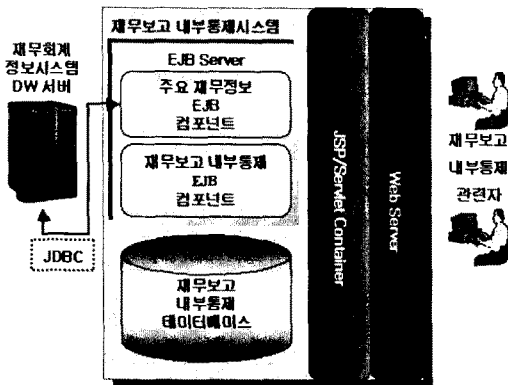 재무보고 내부통제시스템
재무회계
정보시스템
DW 서버
EJB Server
주요 재무정보
EJB
컴포넌트
재무보고 내부통제
EJB
컴포넌트
JDBC
재무보고
내부통제
데이터베이스
JSP/Servlet Container
Web Server
재무보고
내부통제
관련자